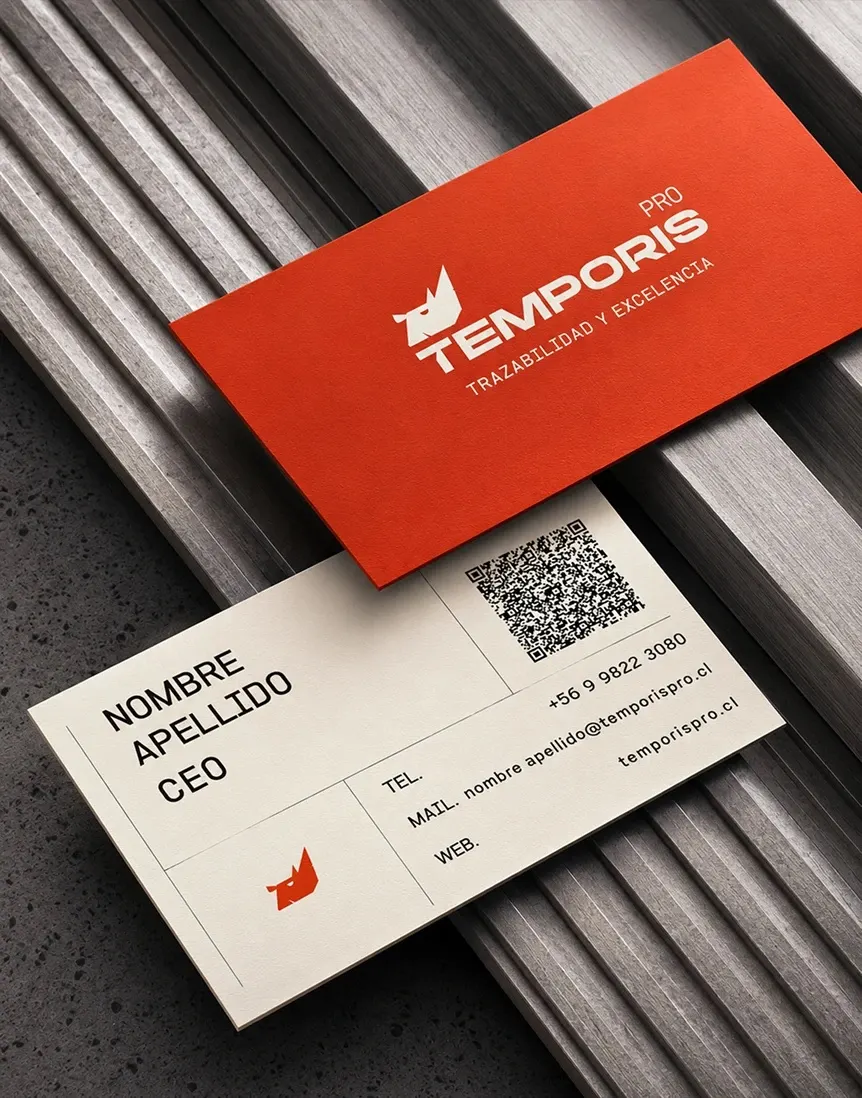 PRO
TEMPORIS
TRAZABILIDAD Y EXCELENCIA
NOMBRE
APELLIDO
CEO
TEL. +56 9 9822 3080
MAIL. nombre apellido@temporispro.cl
WEB. temporispro.cl